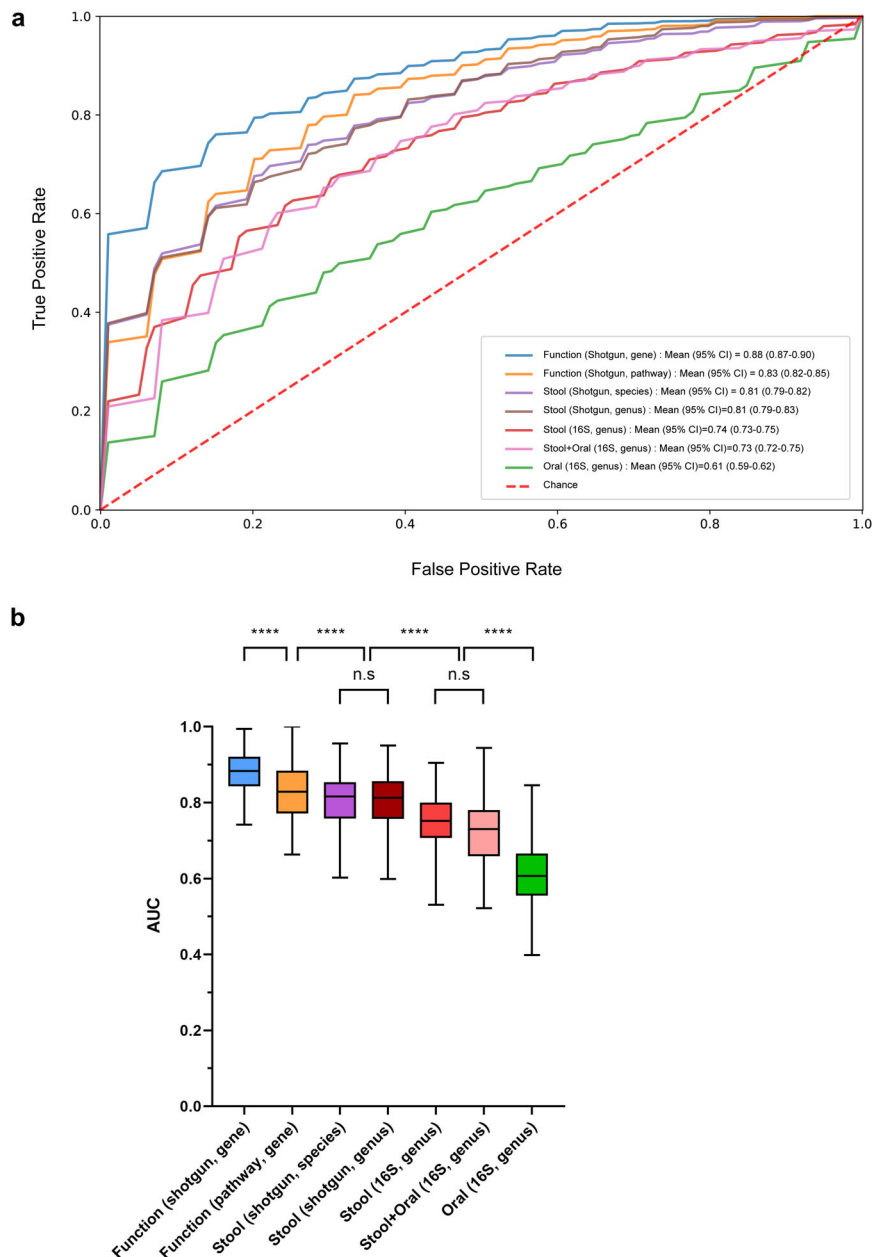 a
1.0
0.8
0.6
0.4
0.2
0.0
True Positive Rate
Function (Shotgun, gene) : Mean (95% CI) = 0.88 (0.87-0.90)
Function (Shotgun, pathway) : Mean (95% CI) = 0.83 (0.82-0.85)
Stool (Shotgun, species) : Mean (95% CI) = 0.81 (0.79-0.82)
Stool (Shotgun, genus) : Mean (95% CI)=0.81 (0.79-0.83)
Stool (16S, genus) : Mean (95% CI)=0.74 (0.73-0.75)
Stool+Oral (16S, genus) : Mean (95% CI)=0.73 (0.72-0.75)
Oral (16S, genus) : Mean (95% CI)=0.61 (0.59-0.62)
Chance
0.0 0.2 0.4 0.6 0.8 1.0
False Positive Rate
b
**** **** **** ****
n.s n.s
1.0
0.8
0.6
0.4
0.2
0.0
AUC
Function (shotgun, gene)
Function (pathway, gene)
Stool (shotgun, species)
Stool (shotgun, genus)
Stool (16S, genus)
Stool+Oral (16S, genus)
Oral (16S, genus)